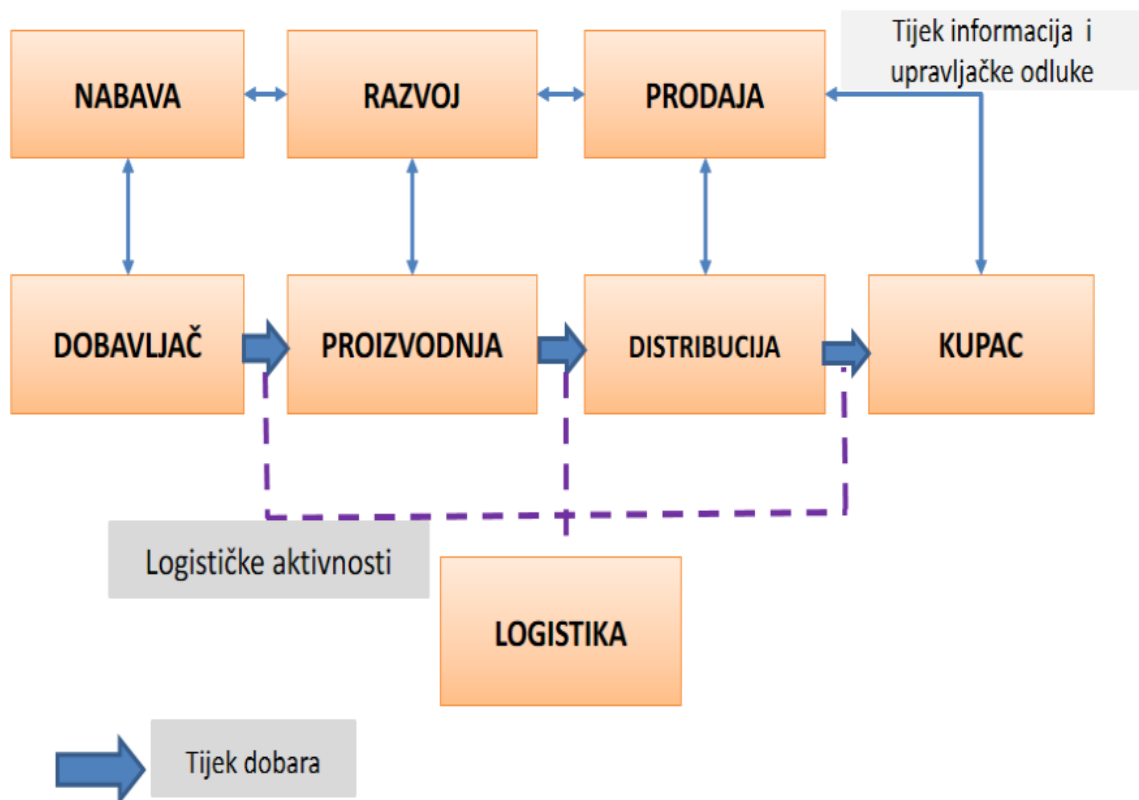 Tijek informacija i
upravljačke odluke
NABAVA
RAZVOJ
PRODAJA
DOBAVLJAČ
PROIZVODNJA
DISTRIBUCIJA
KUPAC
Logističke aktivnosti
LOGISTIKA
Tijek dobara